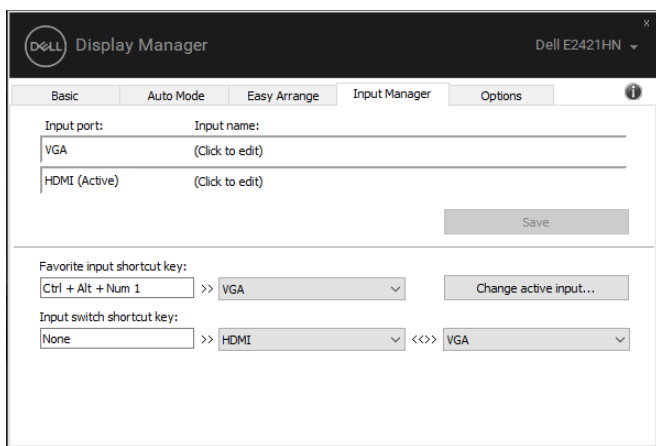 DELL Display Manager Dell E2421HN
x
Basic Auto Mode Easy Arrange Input Manager Options i
Input port: Input name:
VGA (Click to edit)
HDMI (Active) (Click to edit)
Save
Favorite input shortcut key:
Ctrl + Alt + Num 1 >> VGA Change active input...
Input switch shortcut key:
None >> HDMI <<>> VGA